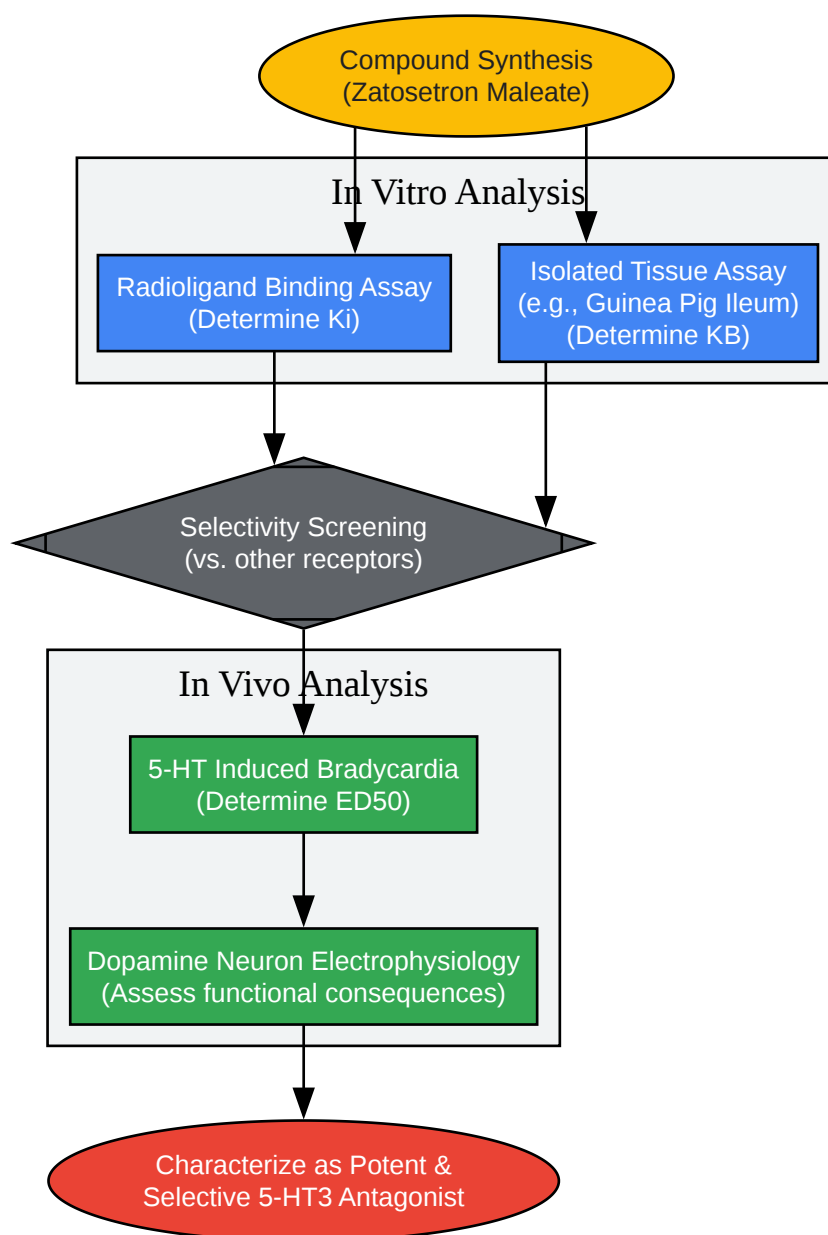 Compound Synthesis
(Zatosetron Maleate)
In Vitro Analysis
Radioligand Binding Assay
(Determine Ki)
Isolated Tissue Assay
(e.g., Guinea Pig Ileum)
(Determine KB)
Selectivity Screening
(vs. other receptors)
In Vivo Analysis
5-HT Induced Bradycardia
(Determine ED50)
Dopamine Neuron Electrophysiology
(Assess functional consequences)
Characterize as Potent &
Selective 5-HT3 Antagonist